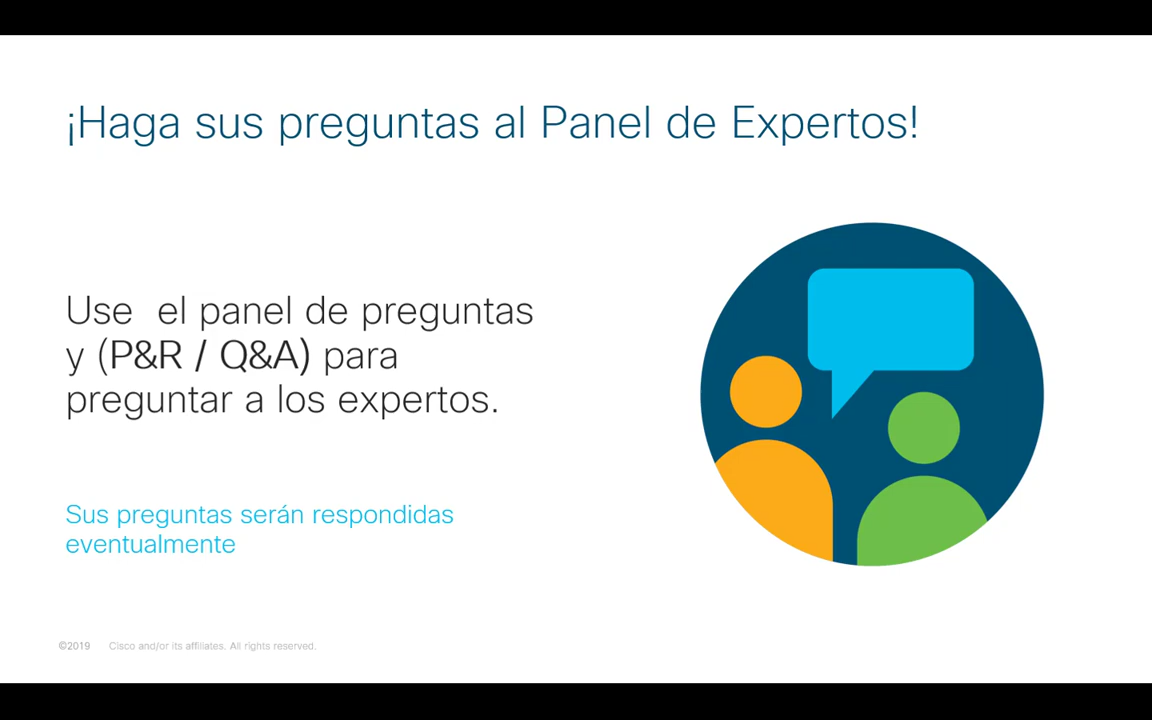 ¡Haga sus preguntas al Panel de Expertos!
Use el panel de preguntas
y (P&R / Q&A) para
preguntar a los expertos.
Sus preguntas serán respondidas
eventualmente
©2019 Cisco and/or its affiliates. All rights reserved.